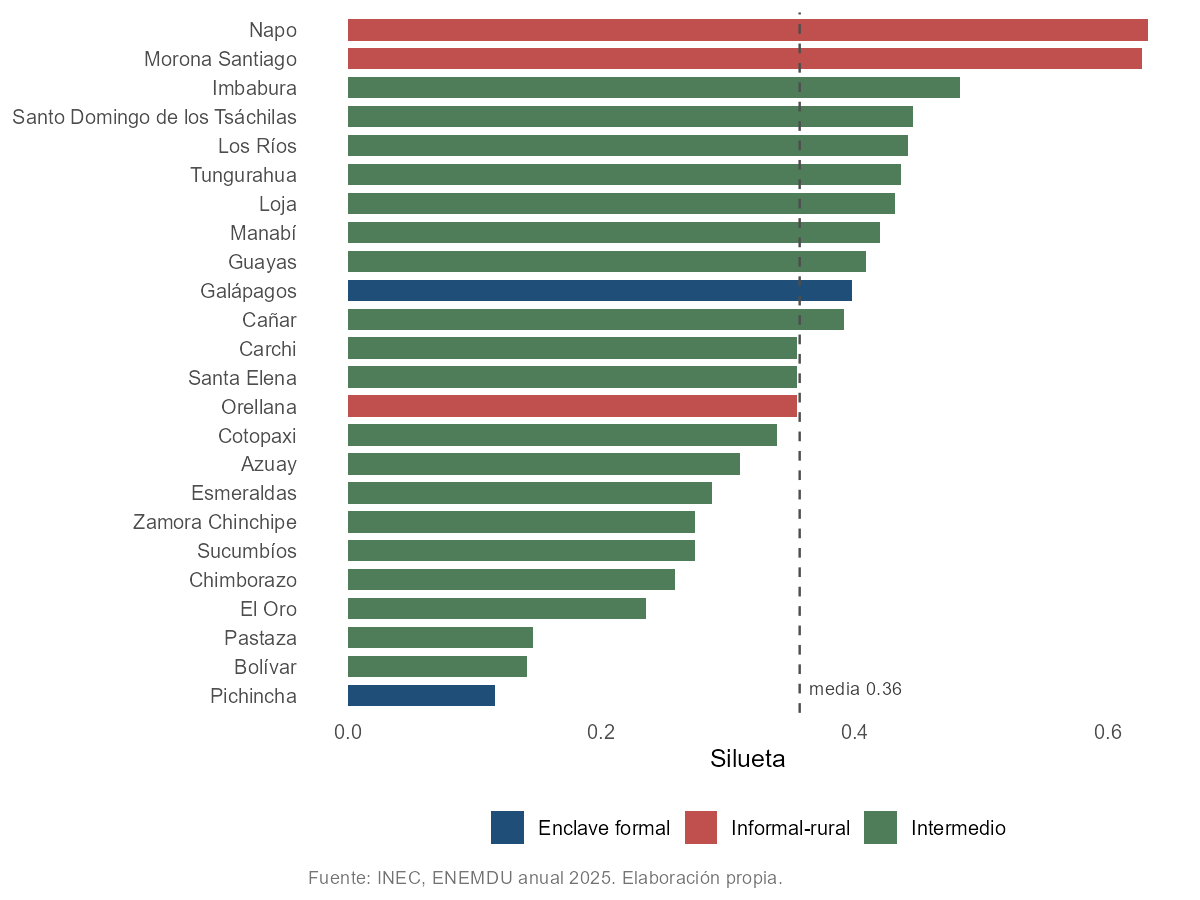 Napo
Morona Santiago
Imbabura
Santo Domingo de los Tsáchilas
Los Ríos
Tungurahua
Loja
Manabí
Guayas
Galápagos
Cañar
Carchi
Santa Elena
Orellana
Cotopaxi
Azuay
Esmeraldas
Zamora Chinchipe
Sucumbíos
Chimborazo
El Oro
Pastaza
Bolívar
Pichincha
media 0.36
0.0 0.2 0.4 0.6
Silueta
Enclave formal Informal-rural Intermedio
Fuente: INEC, ENEMDU anual 2025. Elaboración propia.